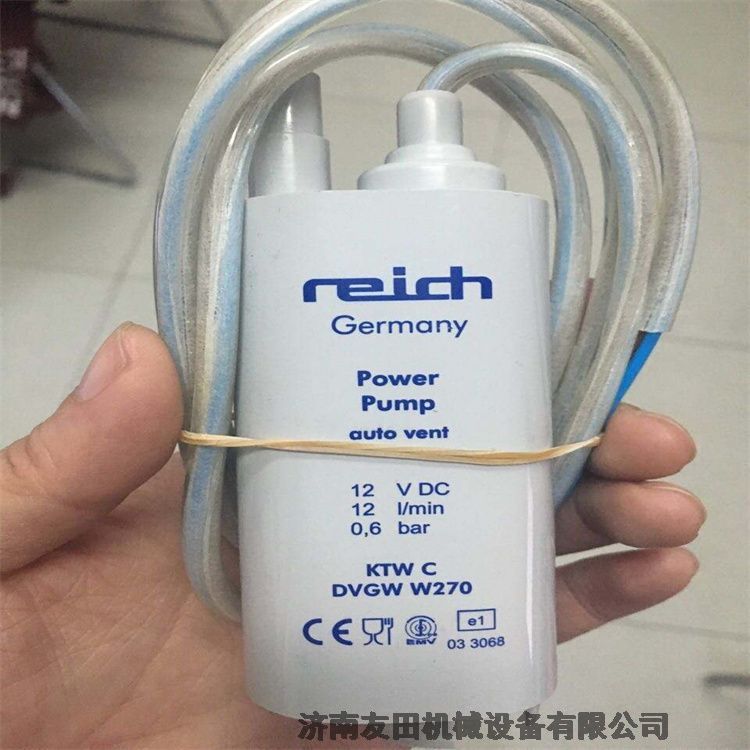 reich
Germany
Power
Pump
auto vent
12 V DC
12 l/min
0,6 bar
KTW C
DVGW W270
CE EMV e1
03 3068
济南友田机械设备有限公司